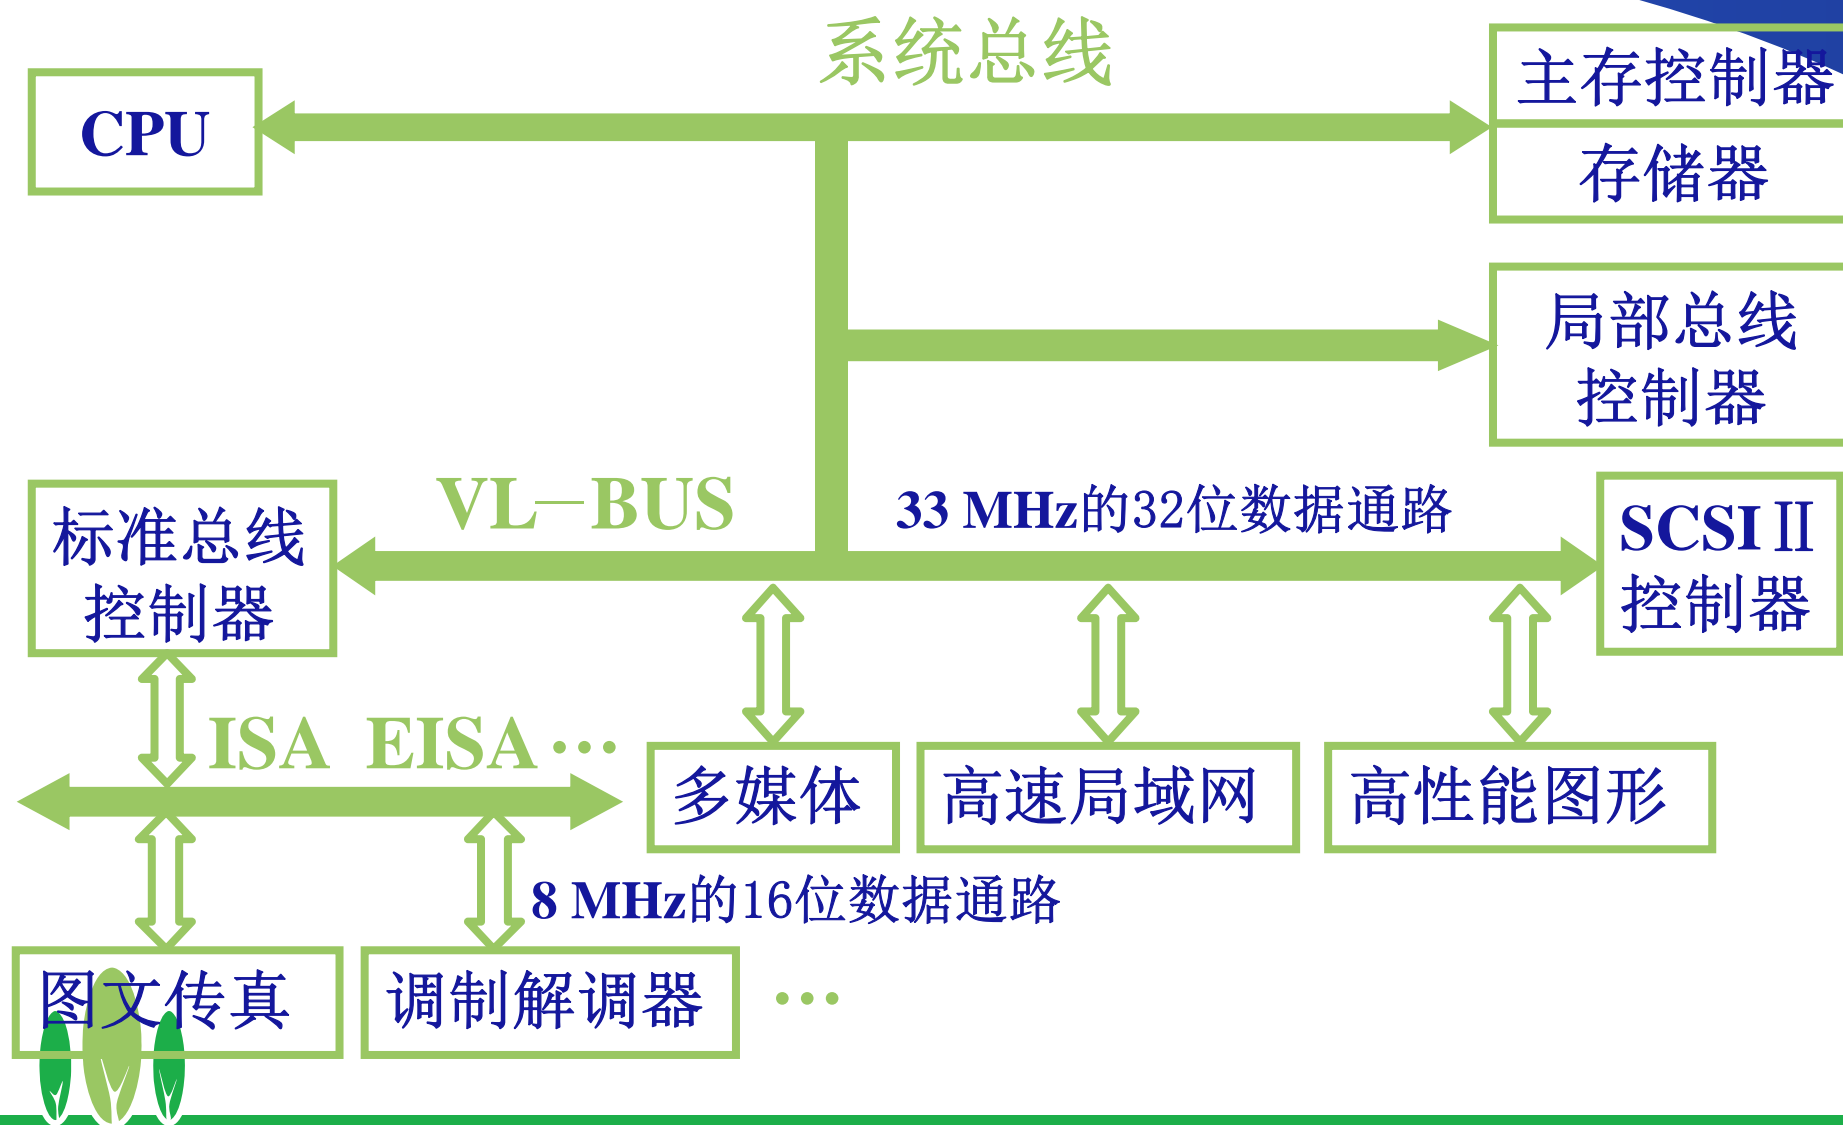 系统总线
CPU
主存控制器
存储器
局部总线
控制器
VL—BUS
33 MHz的32位数据通路
标准总线
控制器
SCSIⅡ
控制器
ISA EISA…
多媒体
高速局域网
高性能图形
8 MHz的16位数据通路
图文传真
调制解调器
…